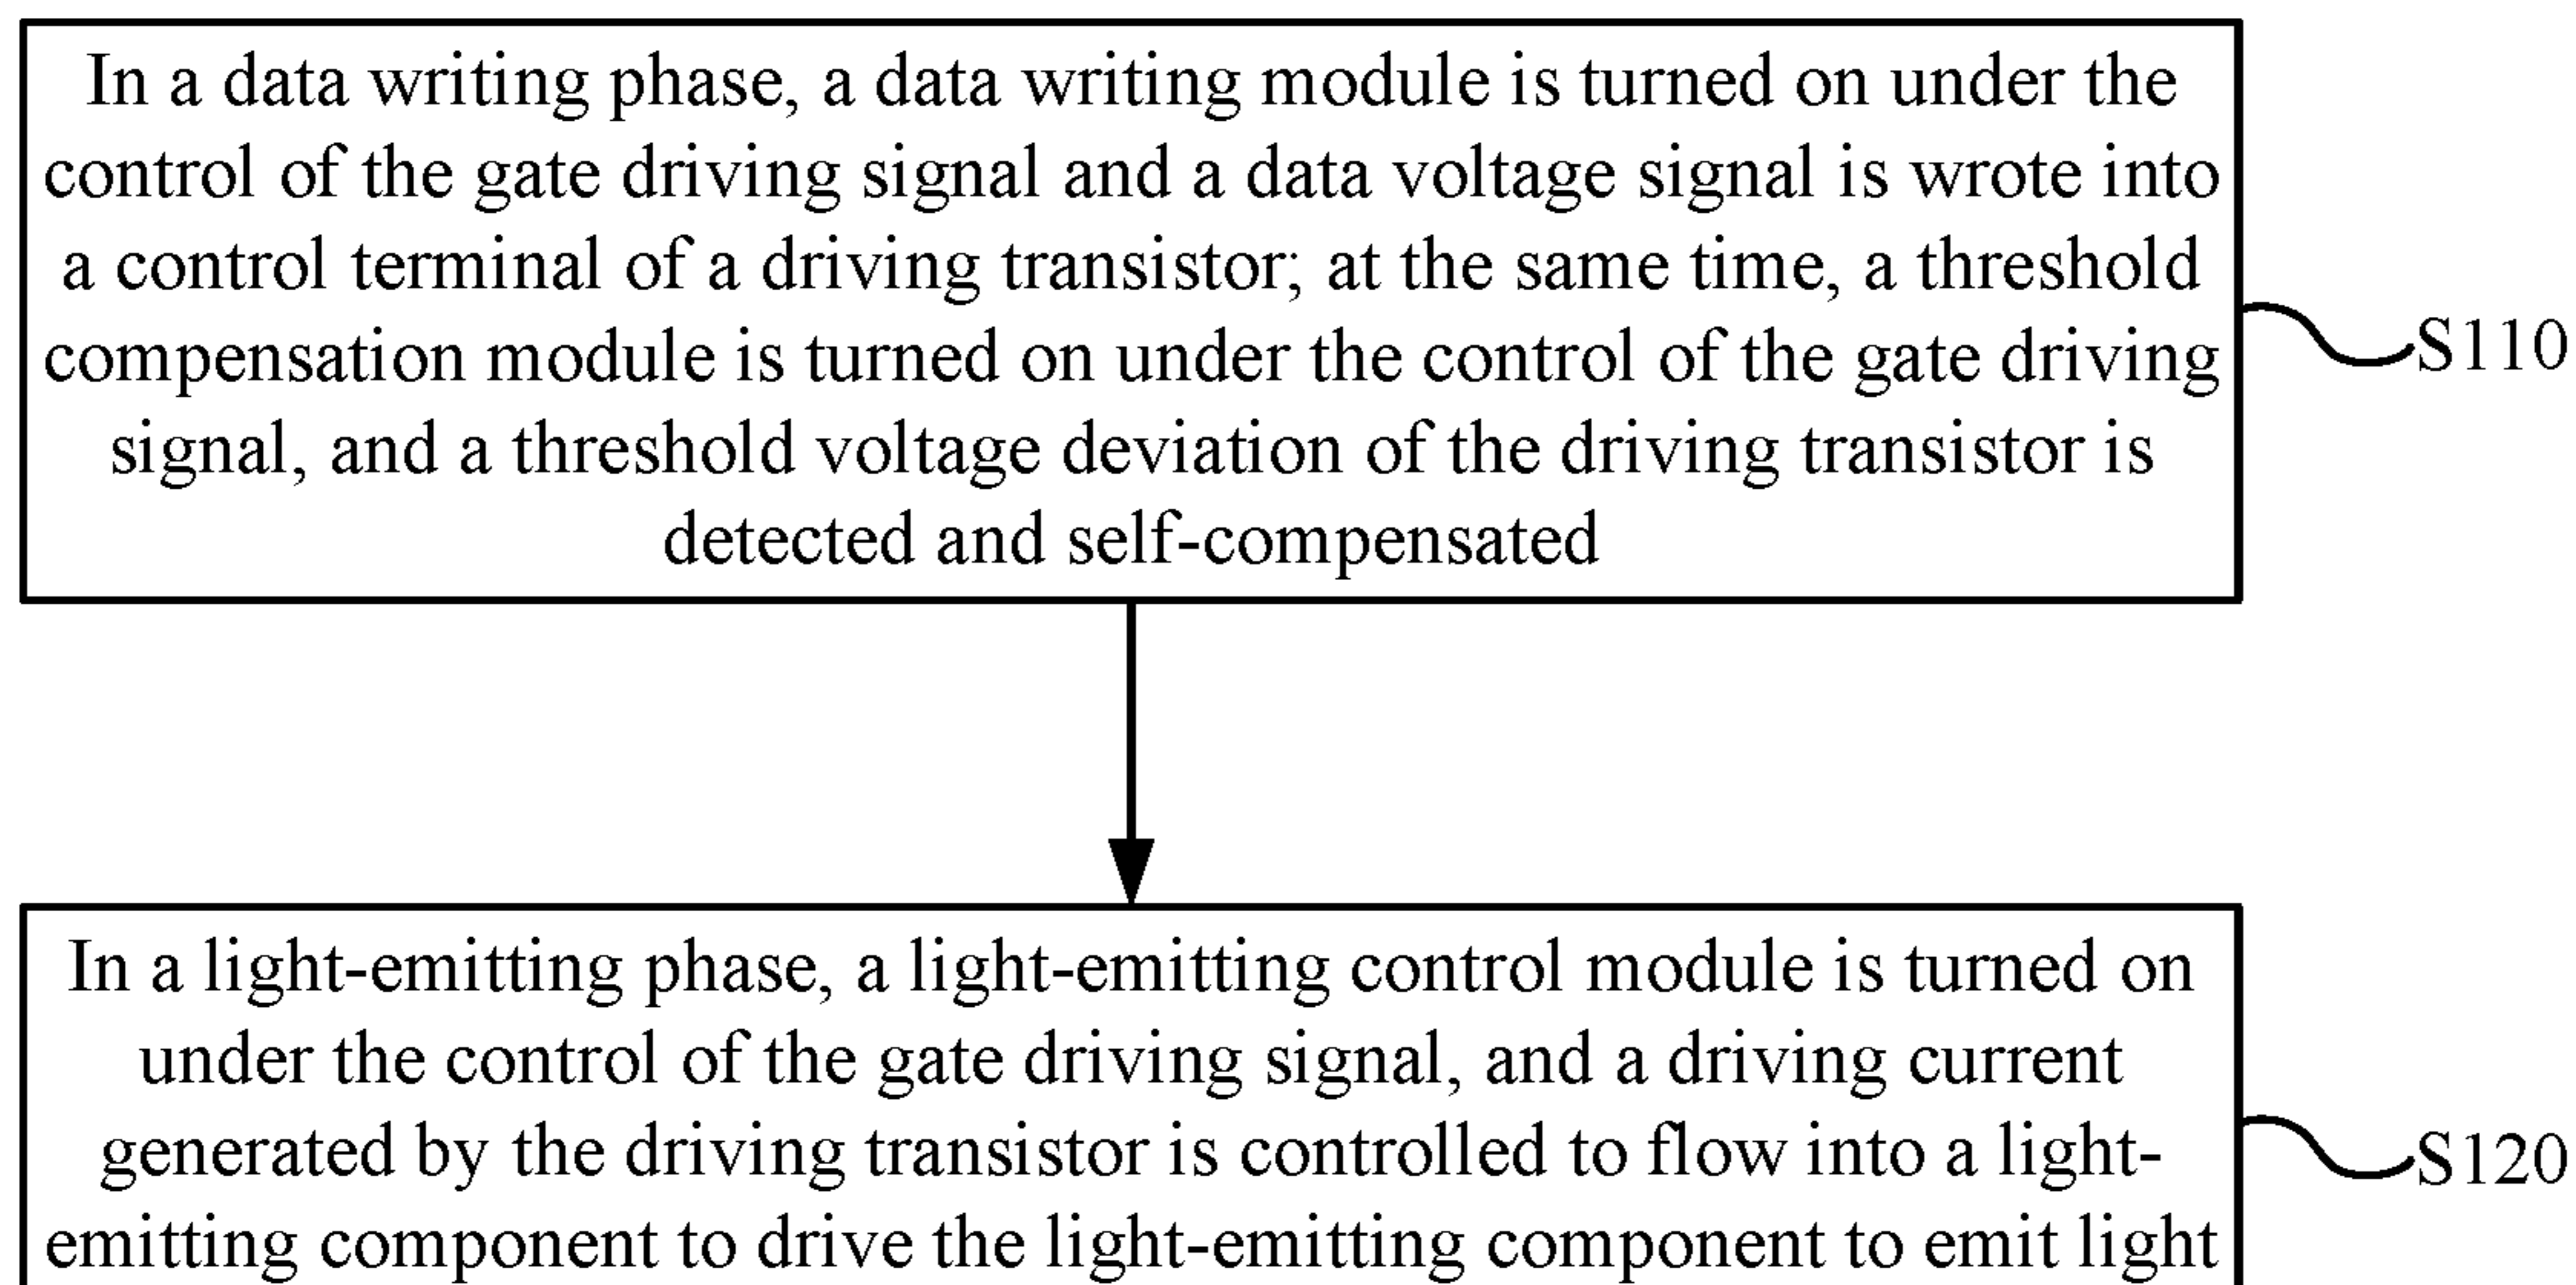 In a data writing phase, a data writing module is turned on under the
control of the gate driving signal and a data voltage signal is wrote into
a control terminal of a driving transistor; at the same time, a threshold
compensation module is turned on under the control of the gate driving
signal, and a threshold voltage deviation of the driving transistor is
detected and self-compensated
S110
In a light-emitting phase, a light-emitting control module is turned on
under the control of the gate driving signal, and a driving current
generated by the driving transistor is controlled to flow into a light-
emitting component to drive the light-emitting component to emit light
S120